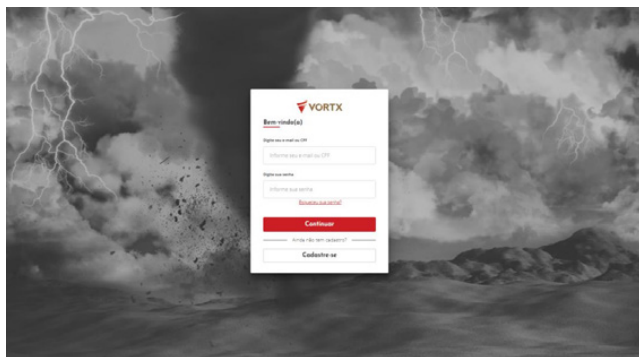 VORTX
Bem-vindo(a)
Digite seu e-mail ou CPF
Informe seu e-mail ou CPF
Digite sua senha
Informe sua senha
Esqueceu sua senha?
Continuar
Ainda não tem cadastro?
Cadastre-se